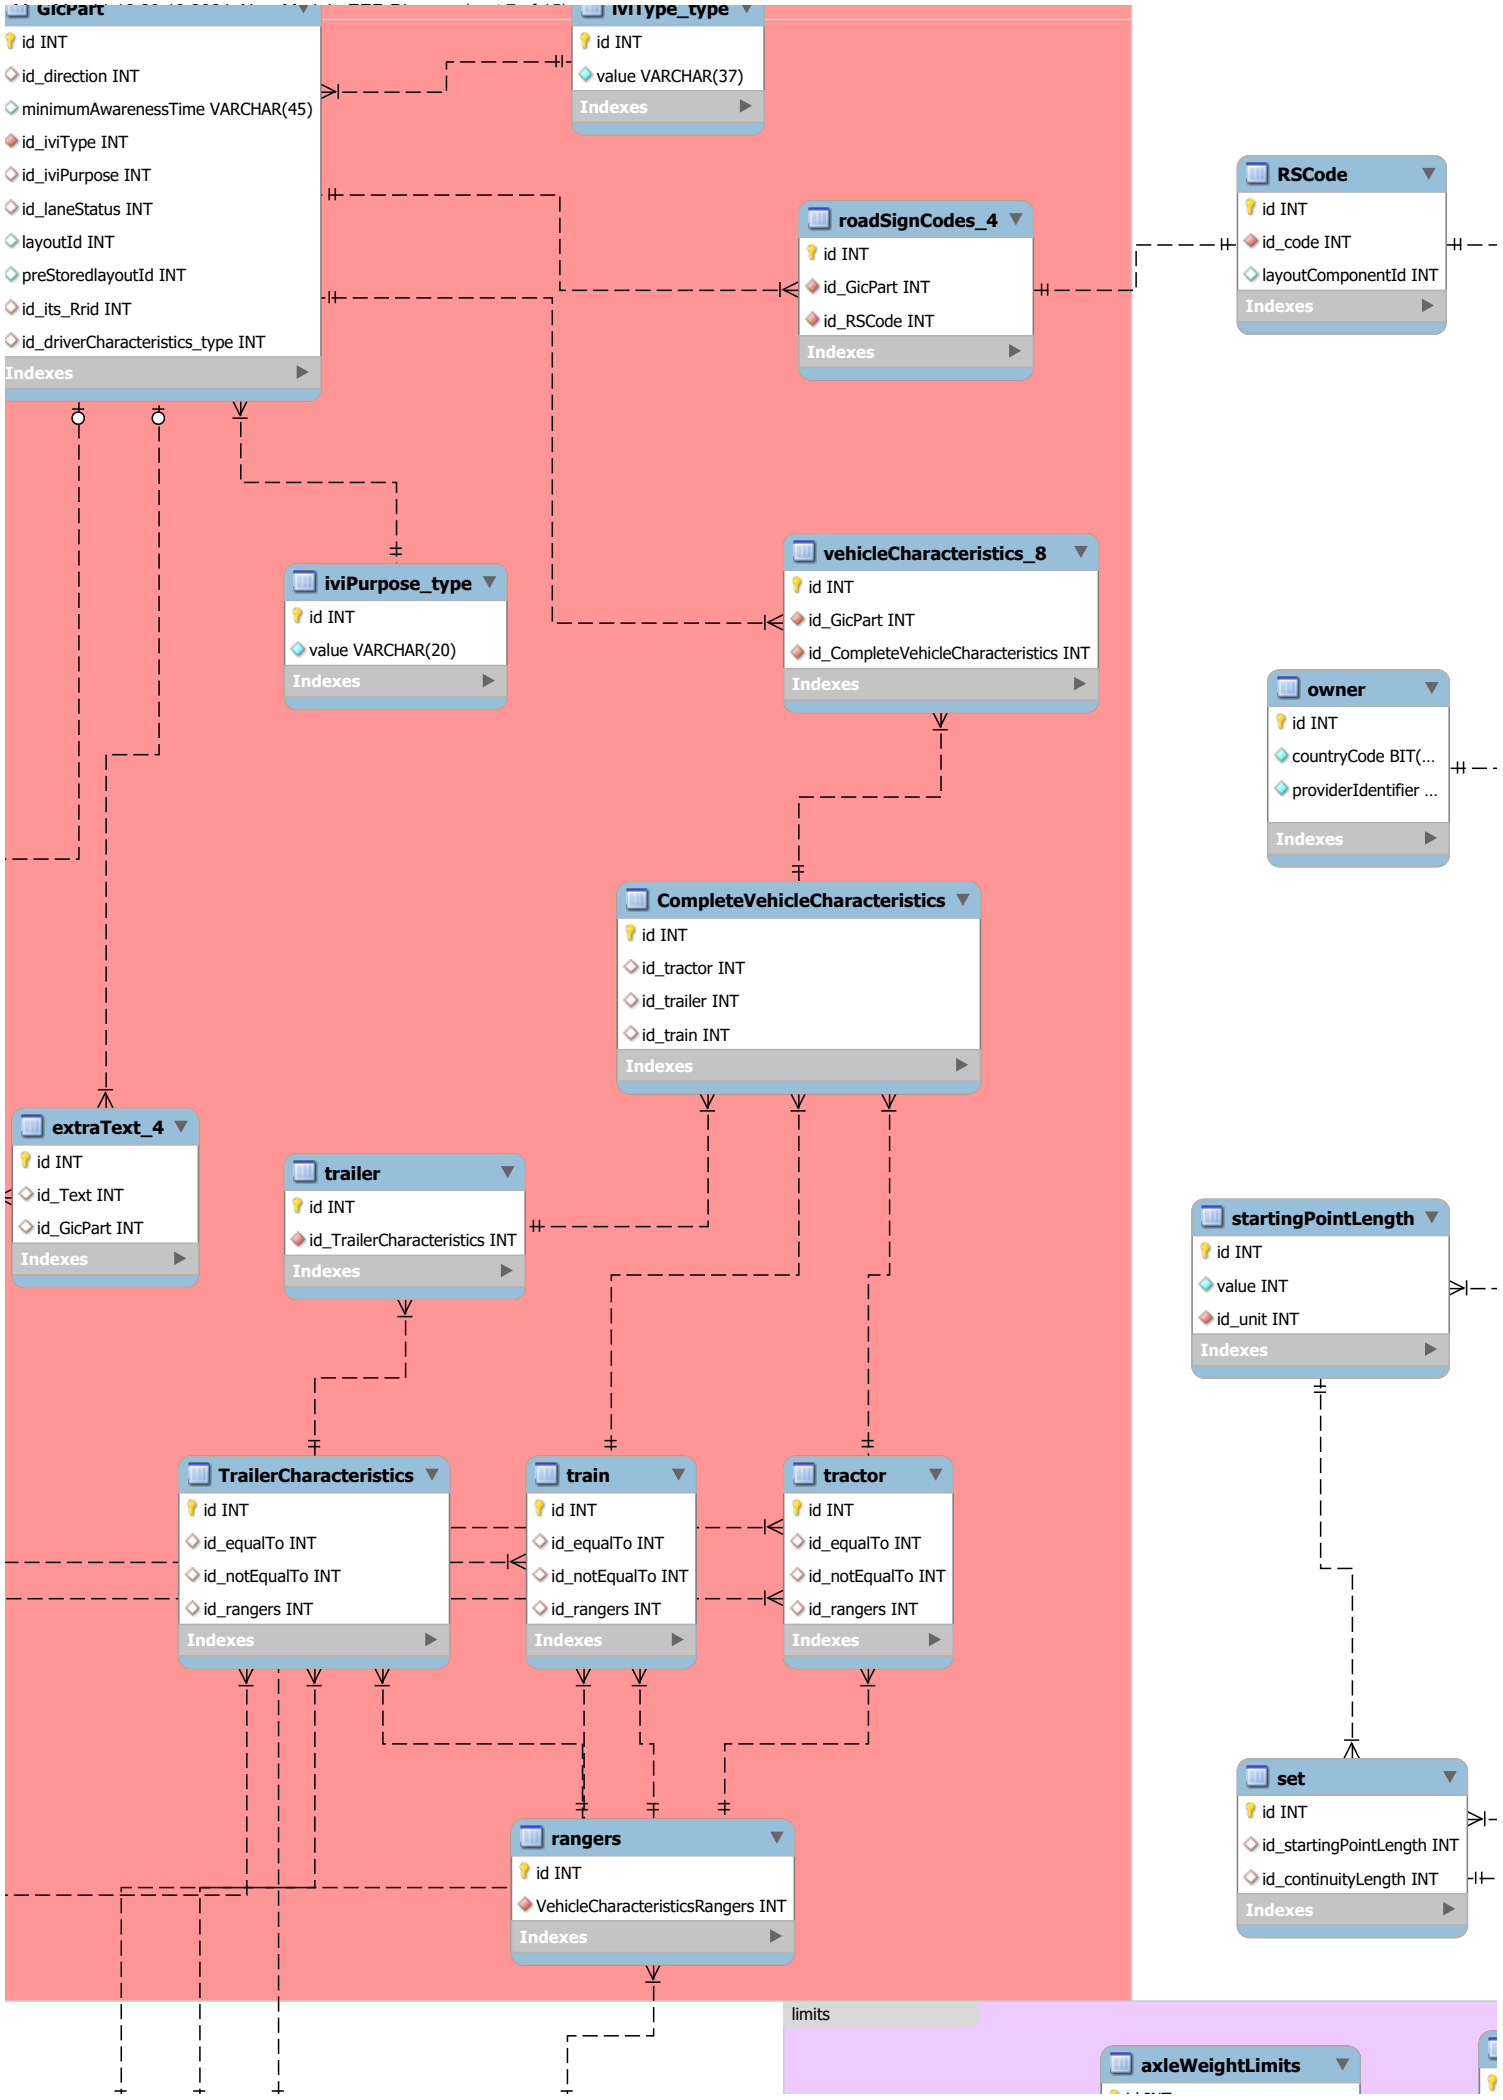 GicPart
id INT
id_direction INT
minimumAwarenessTime VARCHAR(45)
id_iviType INT
id_iviPurpose INT
id_laneStatus INT
layoutId INT
preStoredlayoutId INT
id_its_Rrid INT
id_driverCharacteristics_type INT
Indexes
iviType_type
id INT
value VARCHAR(37)
Indexes
roadSignCodes_4
id INT
id_GicPart INT
id_RSCode INT
Indexes
RSCode
id INT
id_code INT
layoutComponentId INT
Indexes
iviPurpose_type
id INT
value VARCHAR(20)
Indexes
vehicleCharacteristics_8
id INT
id_GicPart INT
id_CompleteVehicleCharacteristics INT
Indexes
owner
id INT
countryCode BIT(...
providerIdentifier ...
Indexes
CompleteVehicleCharacteristics
id INT
id_tractor INT
id_trailer INT
id_train INT
Indexes
extraText_4
id INT
id_Text INT
id_GicPart INT
Indexes
trailer
id INT
id_TrailerCharacteristics INT
Indexes
startingPointLength
id INT
value INT
id_unit INT
Indexes
TrailerCharacteristics
id INT
id_equalTo INT
id_notEqualTo INT
id_rangers INT
Indexes
train
id INT
id_equalTo INT
id_notEqualTo INT
id_rangers INT
Indexes
tractor
id INT
id_equalTo INT
id_notEqualTo INT
id_rangers INT
Indexes
set
id INT
id_startingPointLength INT
id_continuityLength INT
Indexes
rangers
id INT
VehicleCharacteristicsRangers INT
Indexes
limits
axleWeightLimits